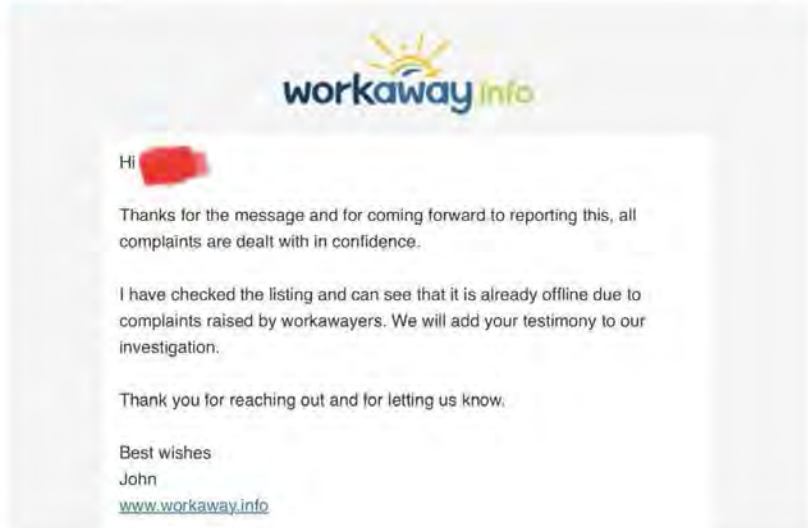 workaway info
Hi
Thanks for the message and for coming forward to reporting this, all
complaints are dealt with in confidence.
I have checked the listing and can see that it is already offline due to
complaints raised by workawayers. We will add your testimony to our
investigation.
Thank you for reaching out and for letting us know.
Best wishes
John
www.workaway.info